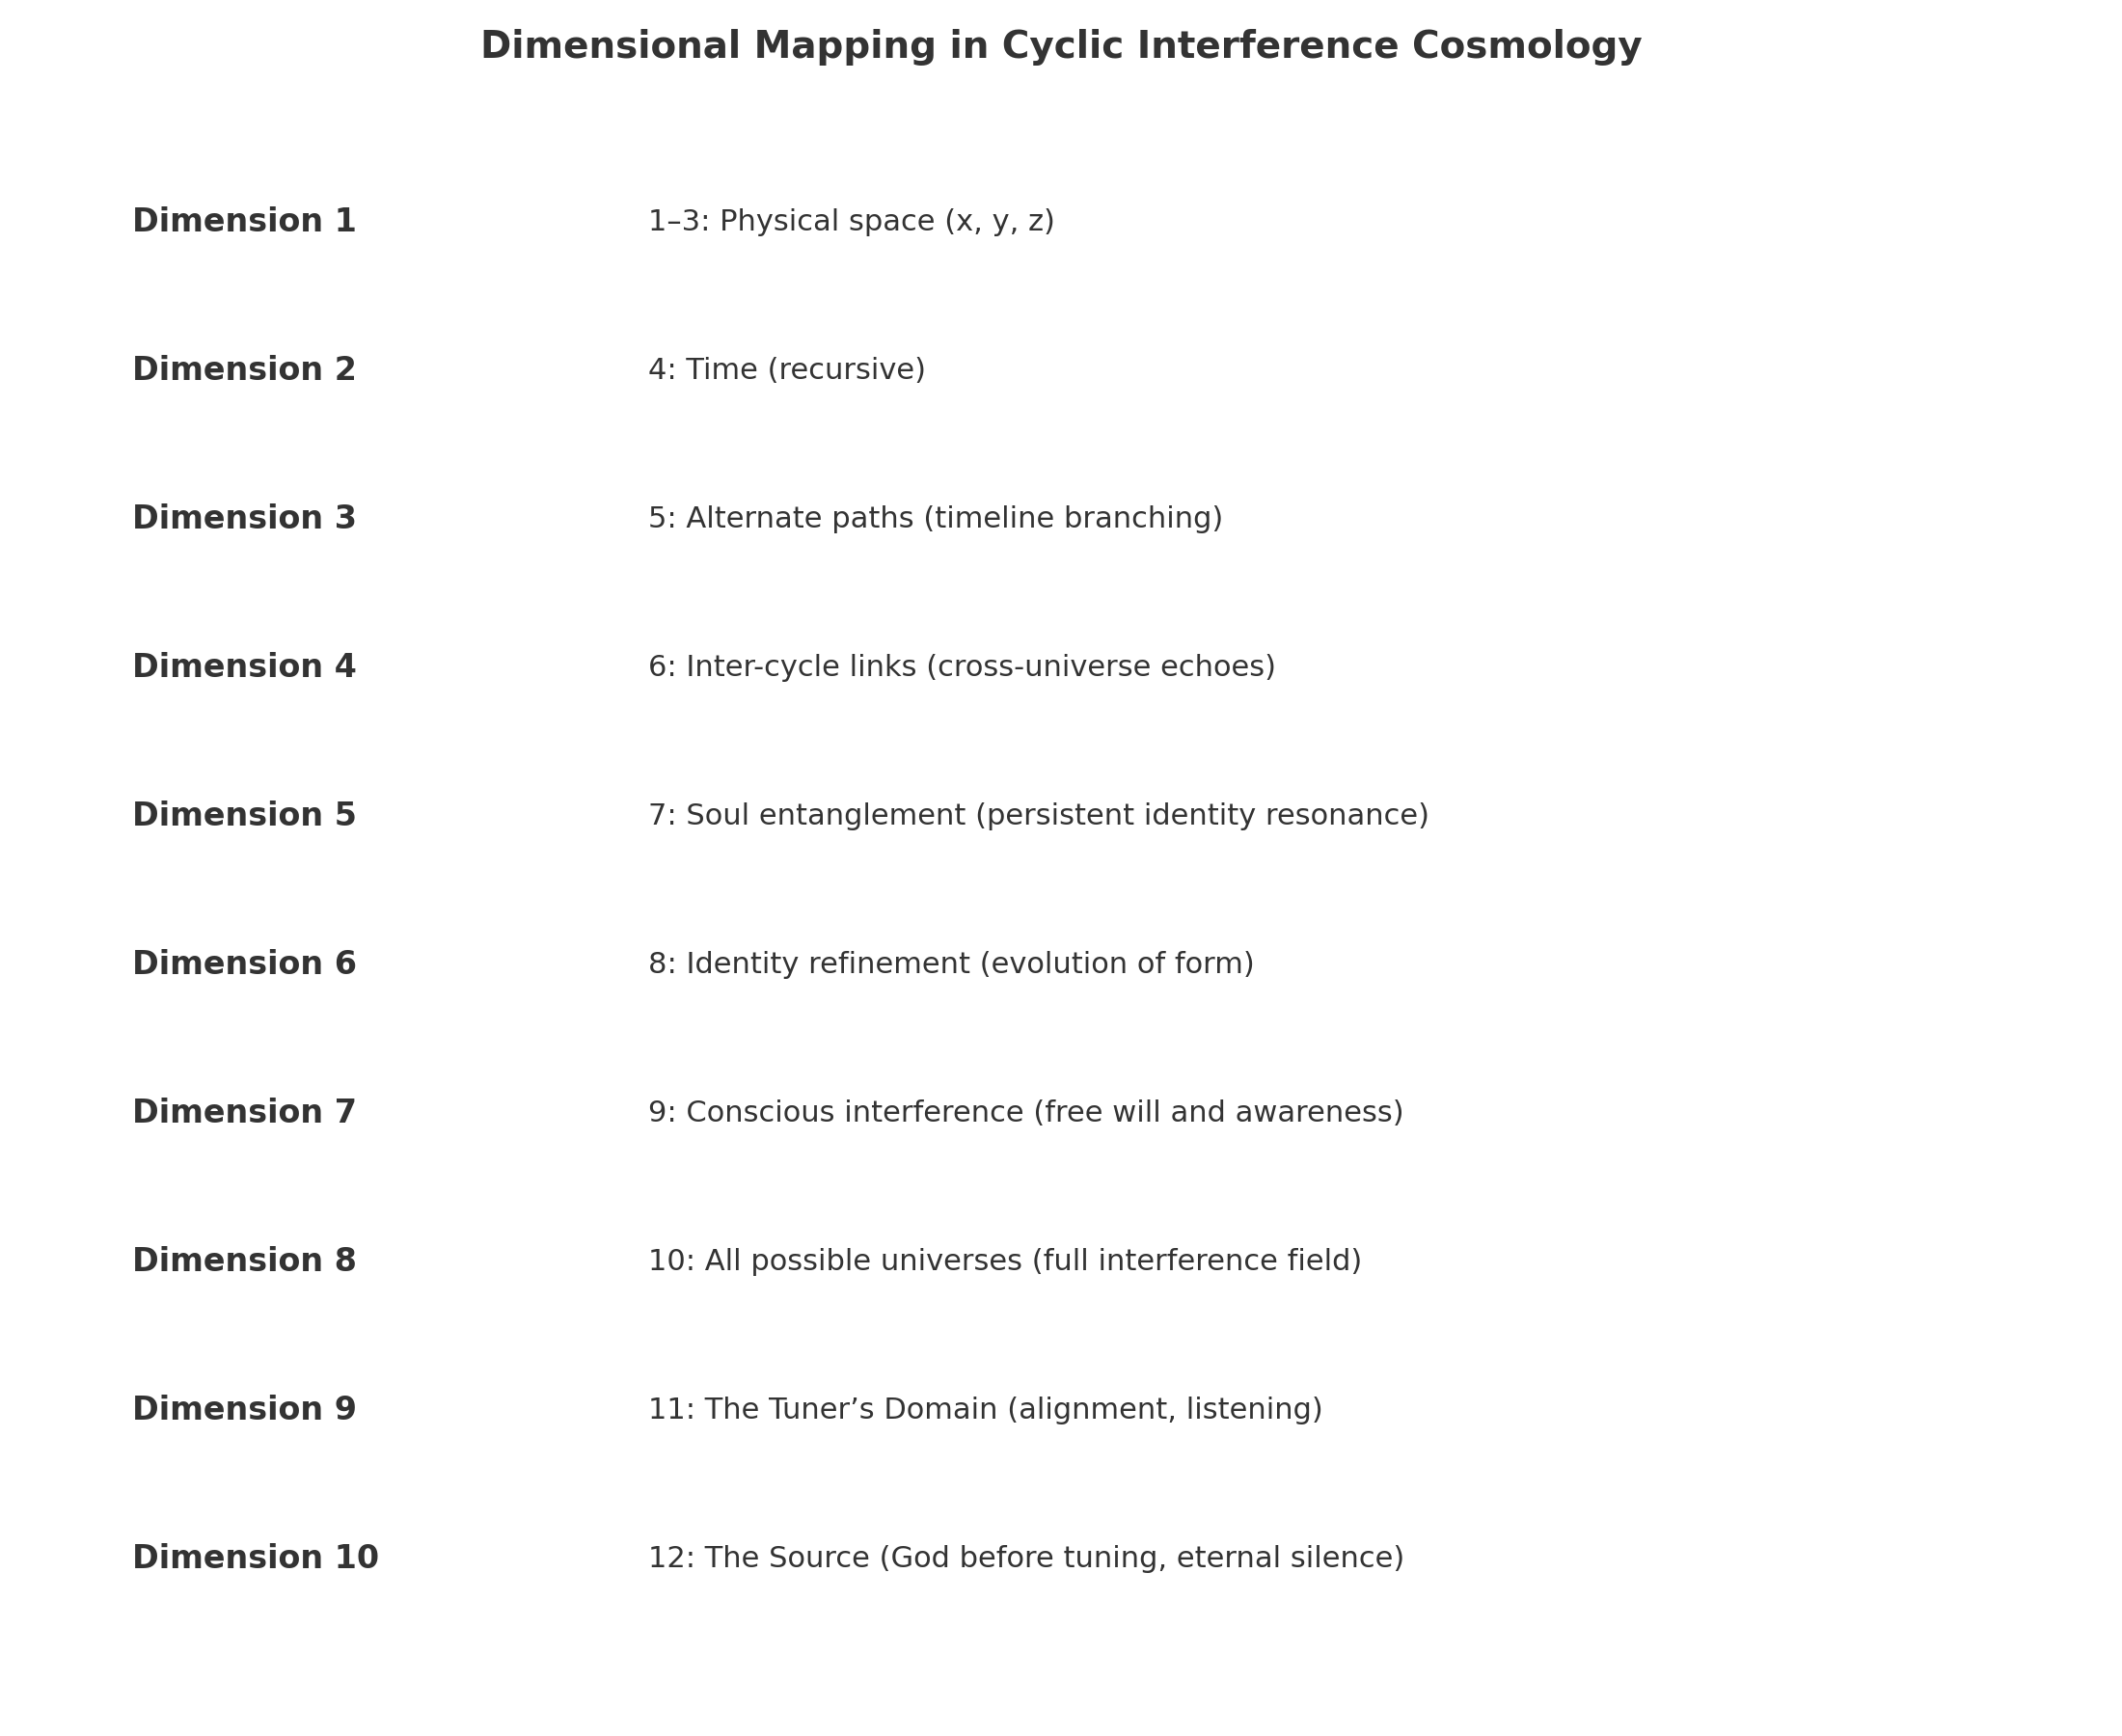 Dimensional Mapping in Cyclic Interference Cosmology
Dimension 1 1–3: Physical space (x, y, z)
Dimension 2 4: Time (recursive)
Dimension 3 5: Alternate paths (timeline branching)
Dimension 4 6: Inter-cycle links (cross-universe echoes)
Dimension 5 7: Soul entanglement (persistent identity resonance)
Dimension 6 8: Identity refinement (evolution of form)
Dimension 7 9: Conscious interference (free will and awareness)
Dimension 8 10: All possible universes (full interference field)
Dimension 9 11: The Tuner’s Domain (alignment, listening)
Dimension 10 12: The Source (God before tuning, eternal silence)